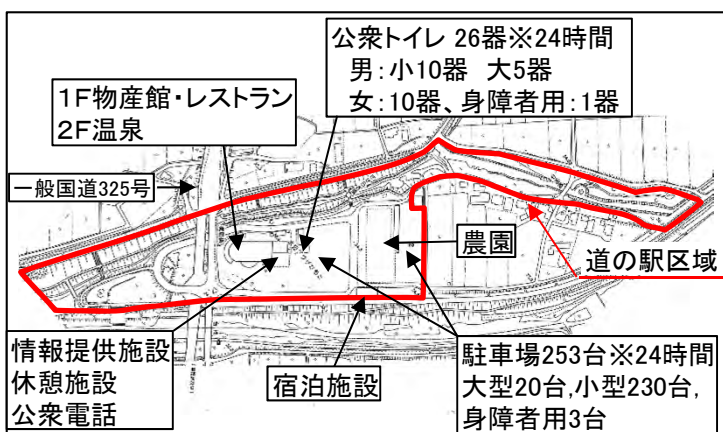 公衆トイレ 26器※24時間
男：小10器 大5器
女：10器、身障者用：1器
1F物産館・レストラン
2F温泉
一般国道325号
農園
道の駅区域
情報提供施設
休憩施設
公衆電話
宿泊施設
駐車場253台※24時間
大型20台,小型230台,
身障者用3台